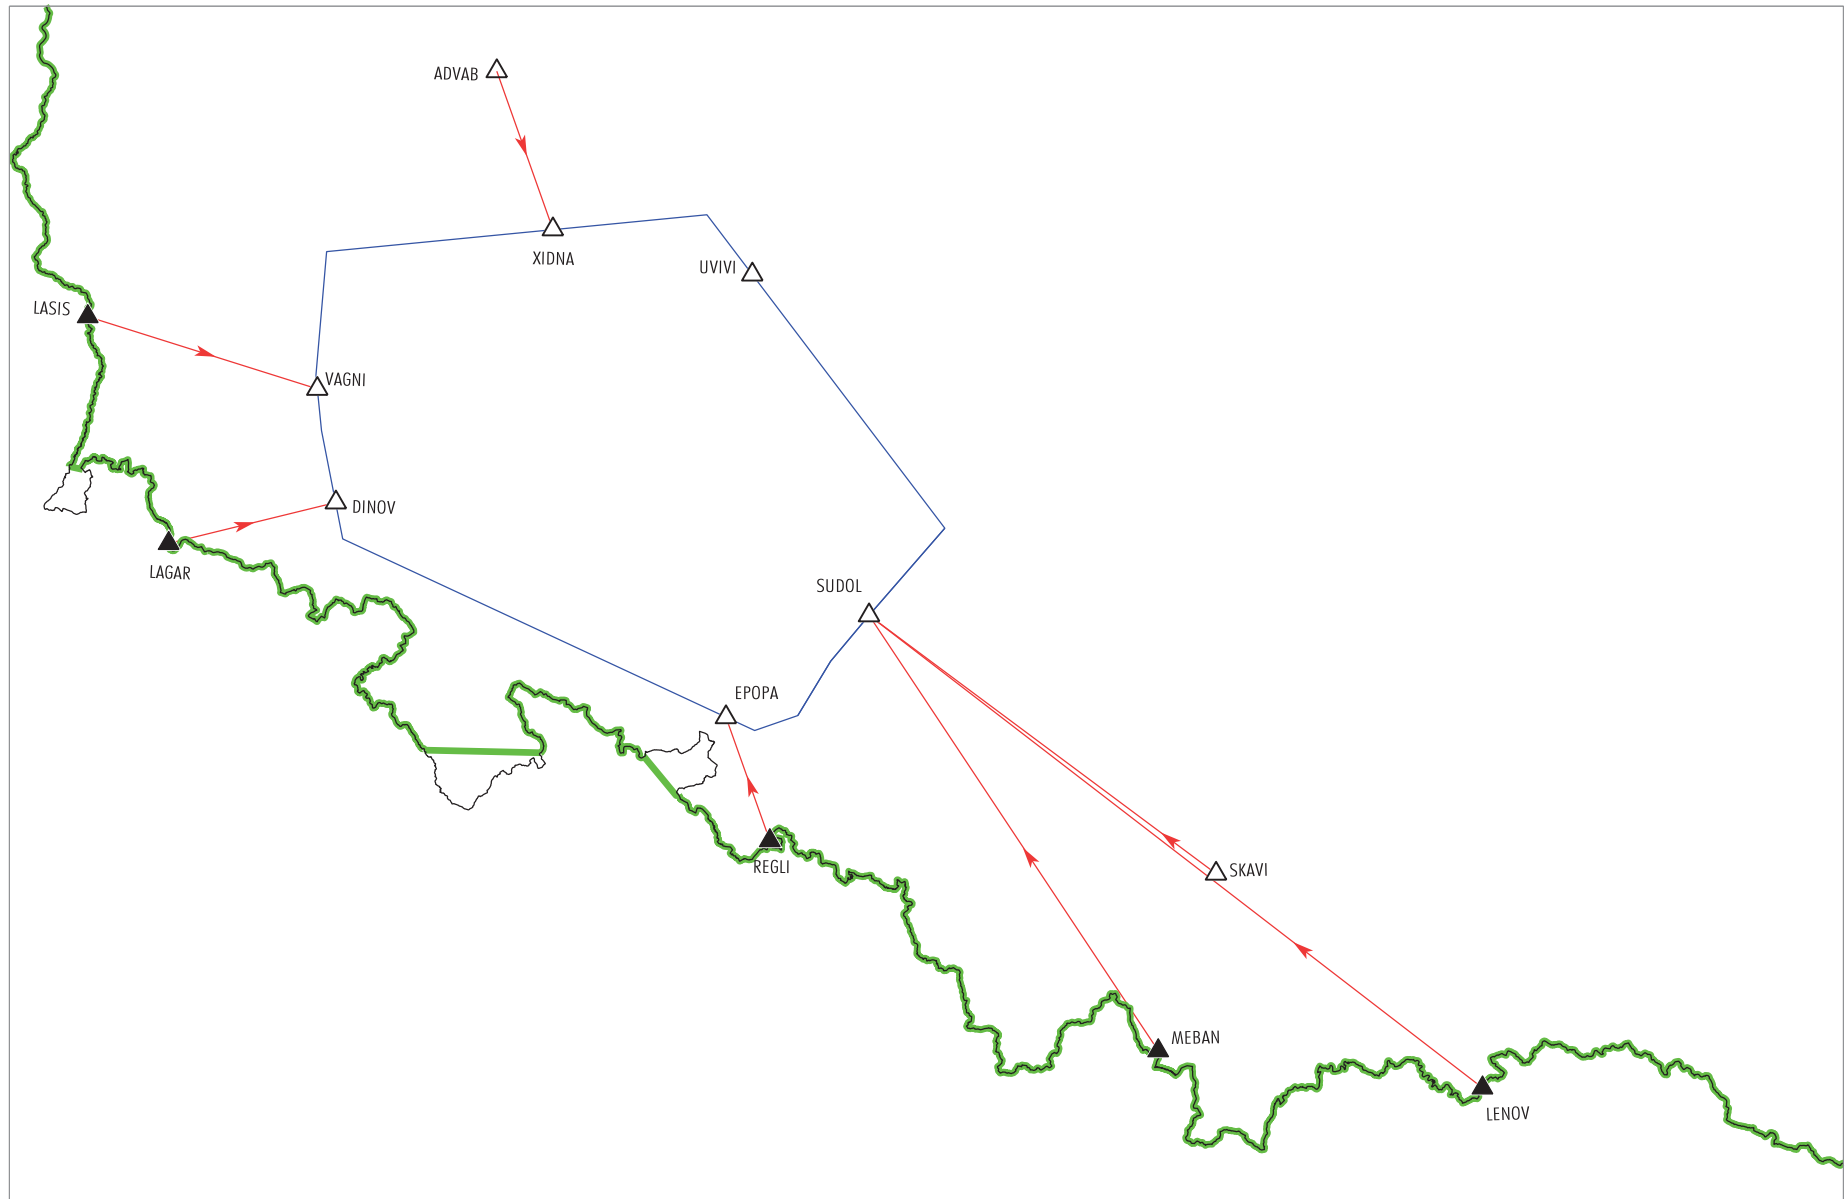 ADVAB
XIDNA
UVIVI
LASIS
VAGNI
DINOV
LAGAR
SUDOL
EPOPA
REGLI
SKAVI
MEBAN
LENOV